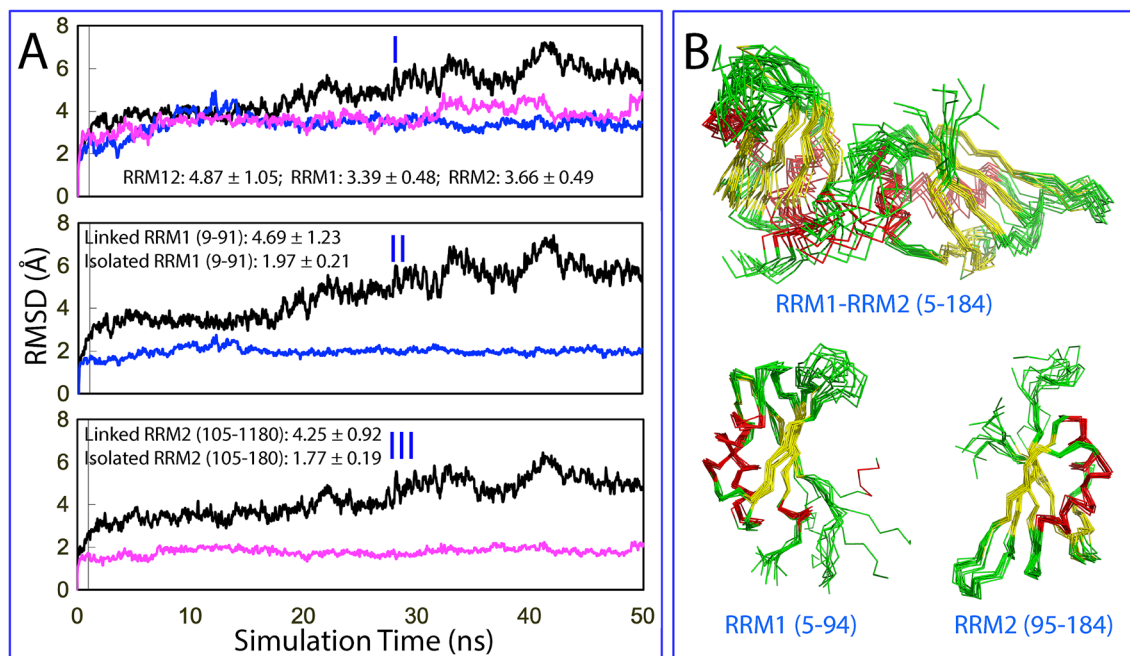 A
8
6
4
2
0
I
RRM12: 4.87 ± 1.05; RRM1: 3.39 ± 0.48; RRM2: 3.66 ± 0.49
8
6
4
2
0
Linked RRM1 (9-91): 4.69 ± 1.23
Isolated RRM1 (9-91): 1.97 ± 0.21
II
RMSD (Å)
8
6
4
2
0
Linked RRM2 (105-1180): 4.25 ± 0.92
Isolated RRM2 (105-180): 1.77 ± 0.19
III
0 10 20 30 40 50
Simulation Time (ns)
B
RRM1-RRM2 (5-184)
RRM1 (5-94)
RRM2 (95-184)